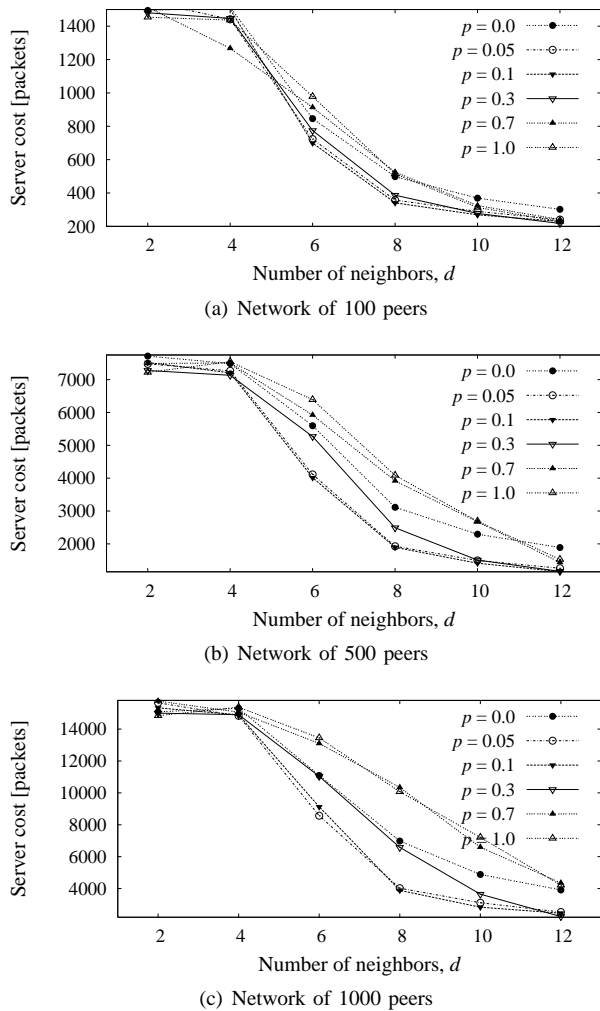 Server cost [packets]
1400
1200
1000
800
600
400
200
2 4 6 8 10 12
p = 0.0
p = 0.05
p = 0.1
p = 0.3
p = 0.7
p = 1.0
Number of neighbors, d
(a) Network of 100 peers
Server cost [packets]
7000
6000
5000
4000
3000
2000
2 4 6 8 10 12
p = 0.0
p = 0.05
p = 0.1
p = 0.3
p = 0.7
p = 1.0
Number of neighbors, d
(b) Network of 500 peers
Server cost [packets]
14000
12000
10000
8000
6000
4000
2 4 6 8 10 12
p = 0.0
p = 0.05
p = 0.1
p = 0.3
p = 0.7
p = 1.0
Number of neighbors, d
(c) Network of 1000 peers